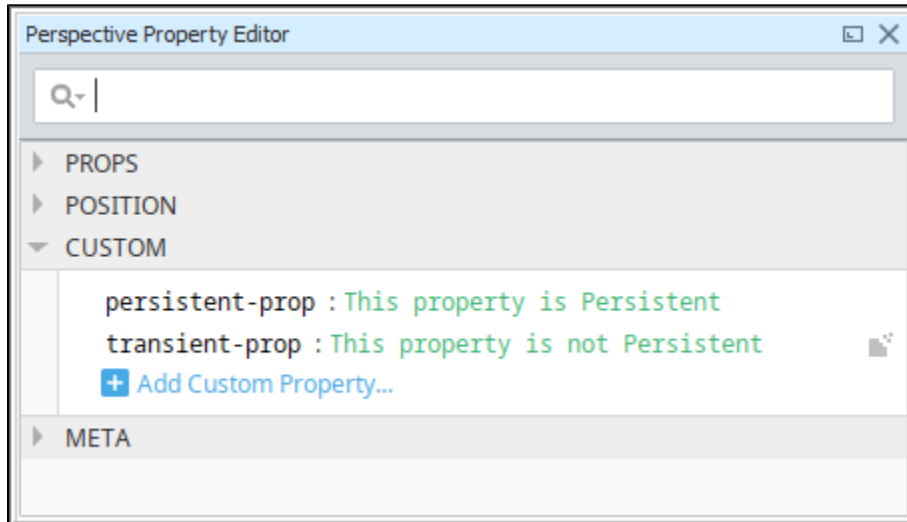 Perspective Property Editor
PROPS
POSITION
CUSTOM
persistent-prop : This property is Persistent
transient-prop : This property is not Persistent
Add Custom Property...
META